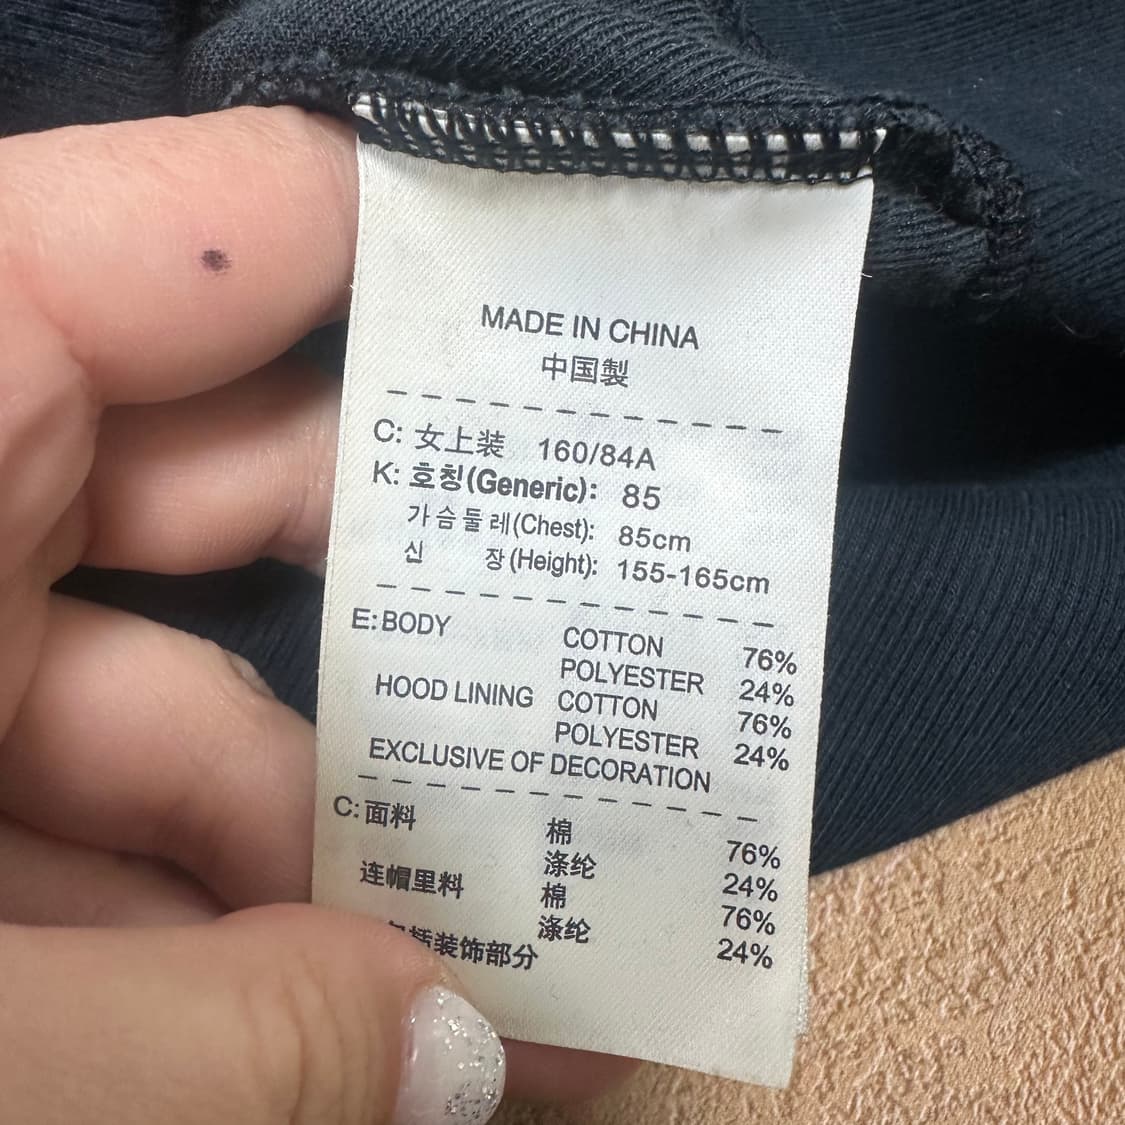 MADE IN CHINA
中国製
C: 女上装 160/84A
K: 호칭(Generic): 85
가슴둘레(Chest): 85cm
신 장(Height): 155-165cm
E: BODY COTTON 76%
POLYESTER 24%
HOOD LINING COTTON 76%
POLYESTER 24%
EXCLUSIVE OF DECORATION
C: 面料 棉 76%
涤纶 24%
连帽里料 棉 76%
涤纶 24%
括装饰部分